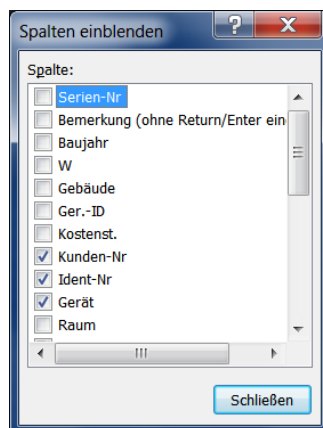 Spalten einblenden
Spalte:
Serien-Nr
Bemerkung (ohne Return/Enter ein
Baujahr
W
Gebäude
Ger.-ID
Kostenst.
Kunden-Nr
Ident-Nr
Gerät
Raum
Schließen